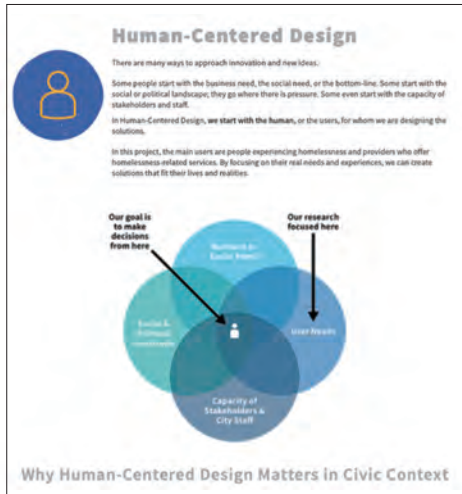 Human-Centered Design
There are many ways to approach innovation and new ideas.
Some people start with the business need, the social need, or the bottom-line. Some start with the
social or political landscape; they go where there is pressure. Some even start with the capacity of
stakeholders and staff.
In Human-Centered Design, we start with the human, or the users, for whom we are designing the
solutions.
In this project, the main users are people experiencing homelessness and providers who offer
homelessness-related services. By focusing on their real needs and experiences, we can create
solutions that fit their lives and realities.
Our goal is
to make
decisions
from here
Our research
focused here
Social &
User Needs
Capacity of
Stakeholders &
City Staff
Why Human-Centered Design Matters in Civic Context